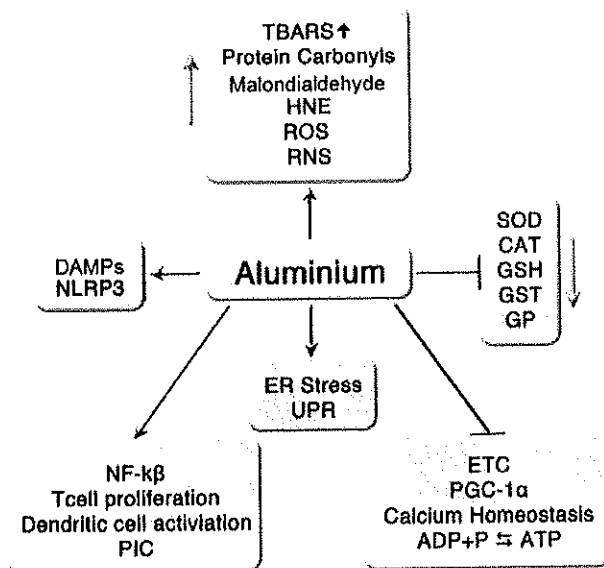 TBARS↑
Protein Carbonyls
Malondialdehyde
HNE
ROS
RNS
DAMPs
NLRP3
Aluminium
SOD
CAT
GSH
GST
GP
ER Stress
UPR
NF-kβ
Tcell proliferation
Dendritic cell activiation
PIC
ETC
PGC-1α
Calcium Homeostasis
ADP+P ⇆ ATP